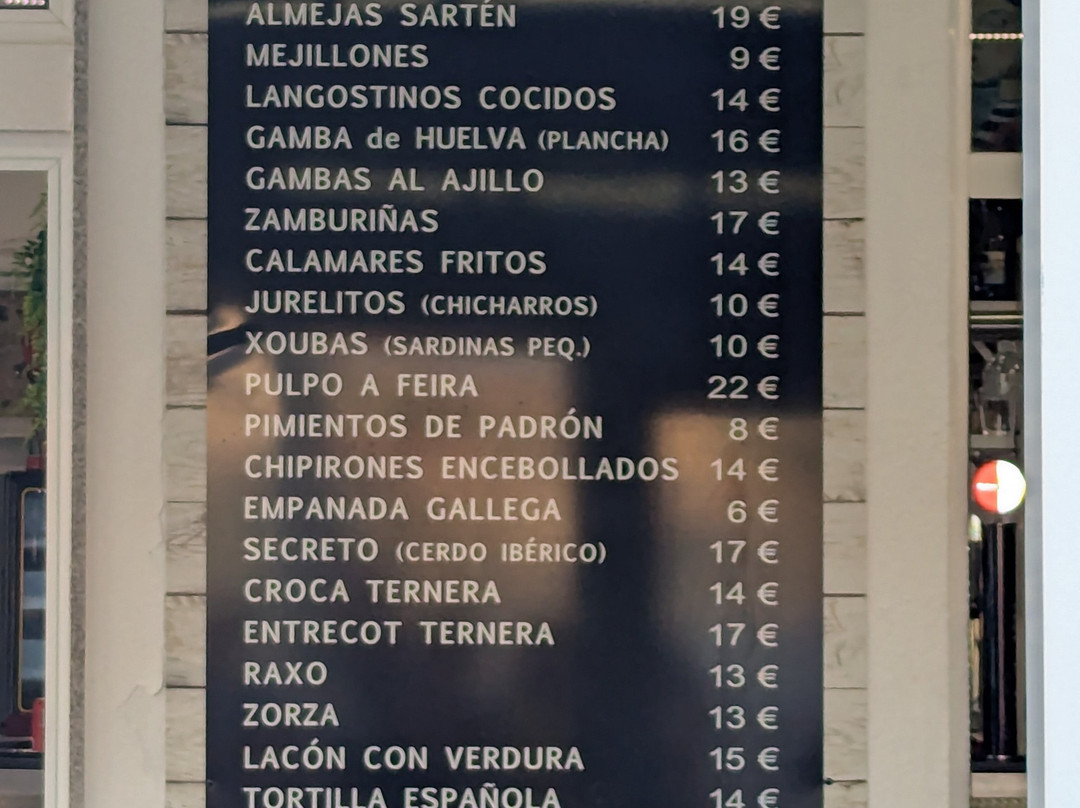 ALMEJAS SARTÉN 19 €
MEJILLONES 9 €
LANGOSTINOS COCIDOS 14 €
GAMBA de HUELVA (PLANCHA) 16 €
GAMBAS AL AJILLO 13 €
ZAMBURIÑAS 17 €
CALAMARES FRITOS 14 €
JURELITOS (CHICHARROS) 10 €
XOUBAS (SARDINAS PEQ.) 10 €
PULPO A FEIRA 22 €
PIMIENTOS DE PADRÓN 8 €
CHIPIRONES ENCEBOLLADOS 14 €
EMPANADA GALLEGA 6 €
SECRETO (CERDO IBÉRICO) 17 €
CROCA TERNERA 14 €
ENTRECOT TERNERA 17 €
RAXO 13 €
ZORZA 13 €
LACÓN CON VERDURA 15 €
TORTILLA ESPAÑOLA 14 €